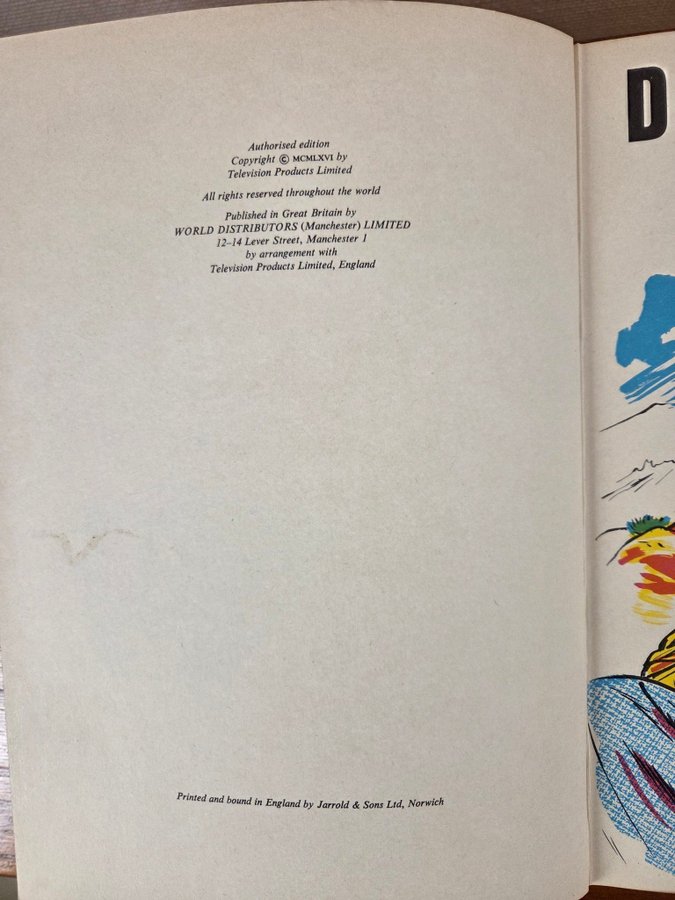 Authorised edition
Copyright © MCMLXVI by
Television Products Limited
All rights reserved throughout the world
Published in Great Britain by
WORLD DISTRIBUTORS (Manchester) LIMITED
12–14 Lever Street, Manchester 1
by arrangement with
Television Products Limited, England
Printed and bound in England by Jarrold & Sons Ltd, Norwich
D